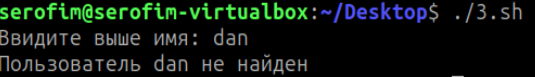 serofim@serofim-virtualbox:~/Desktop$ ./3.sh
Ввидите выше имя: dan
Пользователь dan не найден